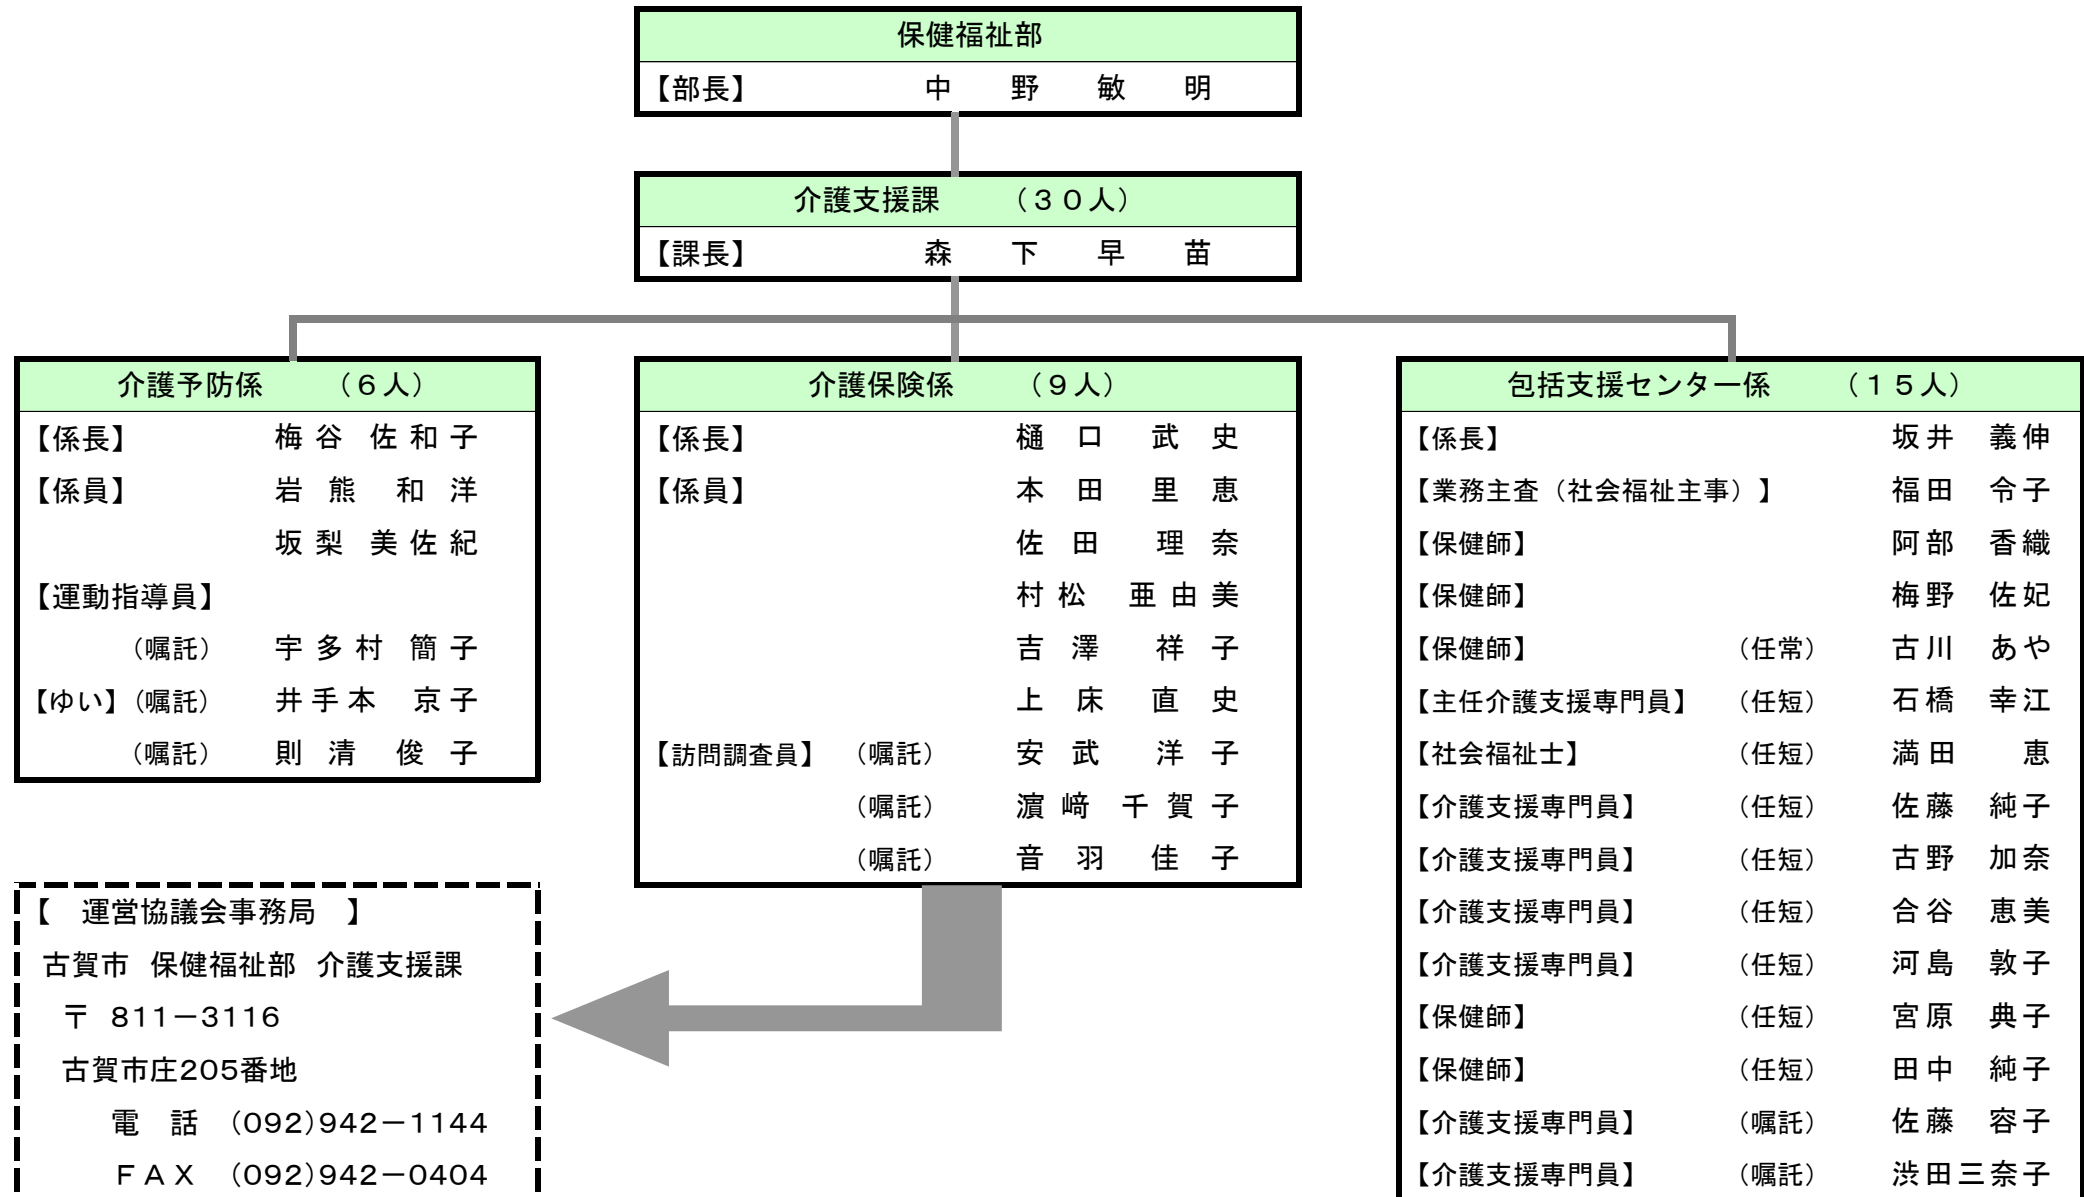 保健福祉部
【部長】 中野敏明
介護支援課 （３０人）
【課長】 森下早苗
介護予防係 （６人）
【係長】 梅谷 佐和子
【係員】 岩熊 和洋
坂梨 美佐紀
【運動指導員】
（嘱託） 宇多村 簡子
【ゆい】（嘱託） 井手本 京子
（嘱託） 則清 俊子
介護保険係 （９人）
【係長】 樋口 武史
【係員】 本田 里恵
佐田 理奈
村松 亜由美
吉澤 祥子
上床 直史
【訪問調査員】 （嘱託） 安武 洋子
（嘱託） 濵﨑 千賀子
（嘱託） 音羽 佳子
包括支援センター係 （１５人）
【係長】 坂井 義伸
【業務主査（社会福祉主事）】 福田 令子
【保健師】 阿部 香織
【保健師】 梅野 佐妃
【保健師】 （任常） 古川 あや
【主任介護支援専門員】 （任短） 石橋 幸江
【社会福祉士】 （任短） 満田 恵
【介護支援専門員】 （任短） 佐藤 純子
【介護支援専門員】 （任短） 古野 加奈
【介護支援専門員】 （任短） 合谷 恵美
【介護支援専門員】 （任短） 河島 敦子
【保健師】 （任短） 宮原 典子
【保健師】 （任短） 田中 純子
【介護支援専門員】 （嘱託） 佐藤 容子
【介護支援専門員】 （嘱託） 渋田三奈子
【 運営協議会事務局 】
古賀市 保健福祉部 介護支援課
〒 811－3116
古賀市庄205番地
電 話 (092)942－1144
ＦＡＸ (092)942－0404